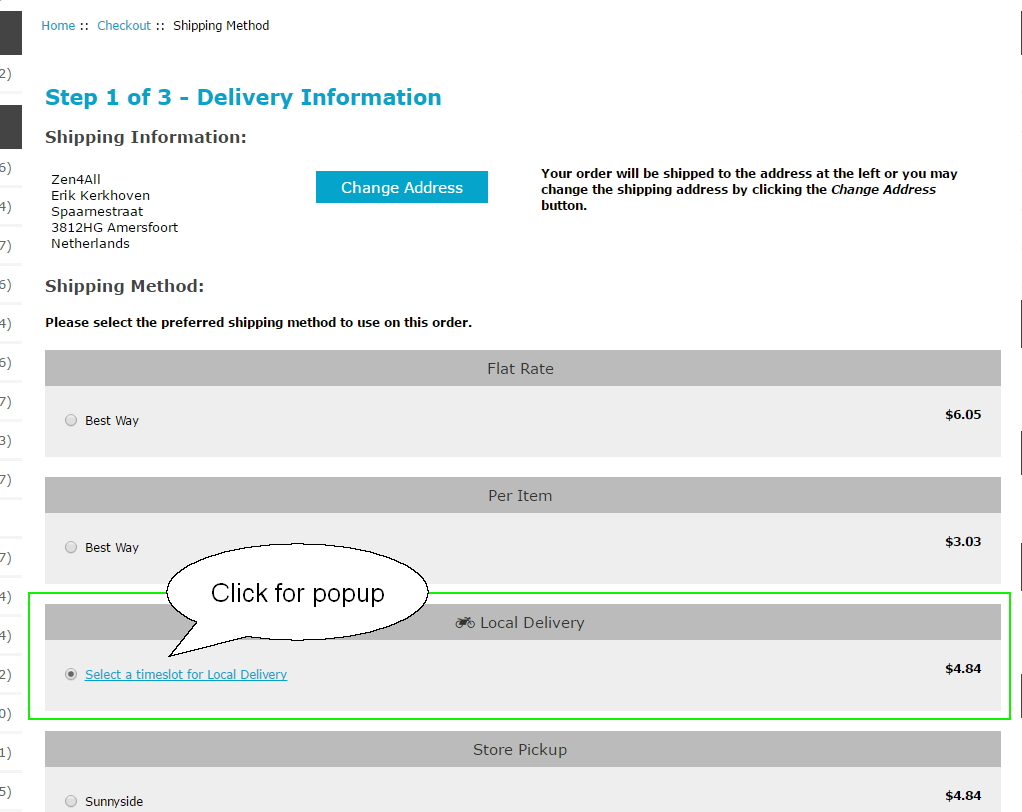 Home :: Checkout :: Shipping Method
2)
Step 1 of 3 - Delivery Information
Shipping Information:
6)
Zen4All
Erik Kerkhoven
Spaarnestraat
3812HG Amersfoort
Netherlands
Change Address
Your order will be shipped to the address at the left or you may
change the shipping address by clicking the Change Address
button.
4)
7)
6)
Shipping Method:
4)
Please select the preferred shipping method to use on this order.
6)
Flat Rate
7)
Best Way $6.05
3)
7)
Per Item
Best Way $3.03
7)
Click for popup
4)
Local Delivery
4)
2)
Select a timeslot for Local Delivery $4.84
0)
1)
Store Pickup
5)
Sunnyside $4.84